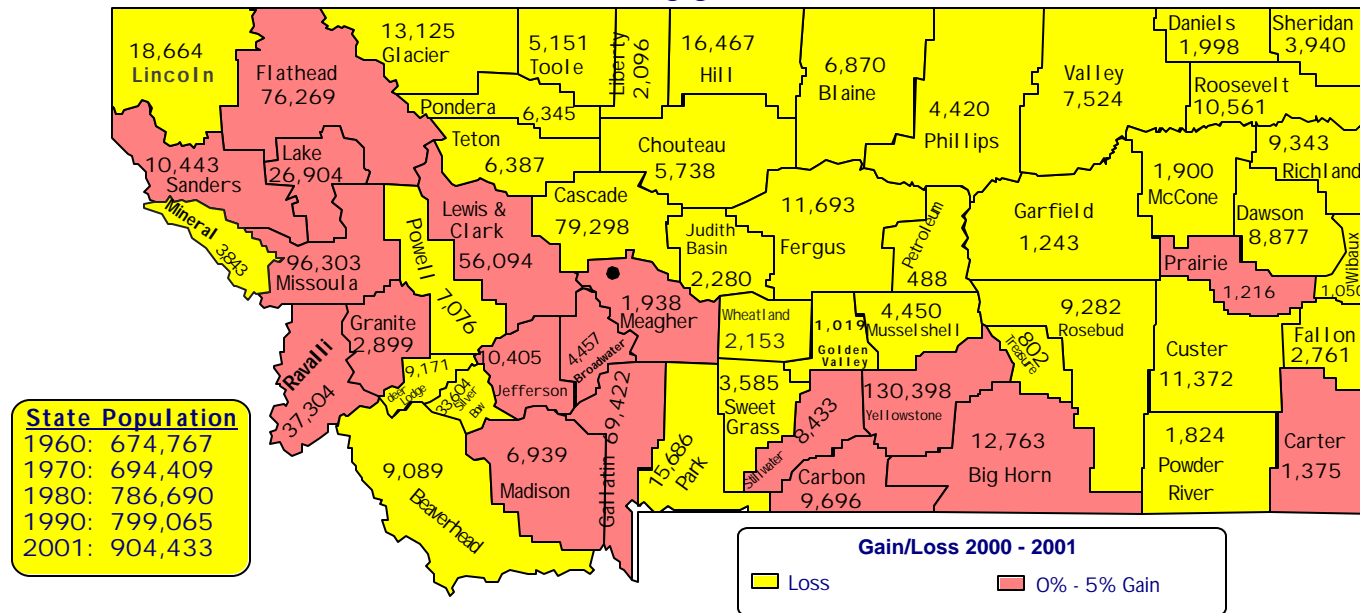 18,664
Lincoln
Flathead
76,269
13,125
Glacier
5,151
Toole
Liberty
2,096
16,467
Hill
6,870
Blaine
4,420
Phillips
Valley
7,524
Daniels
1,998
Sheridan
3,940
Roosevelt
10,561
Pondera
6,345
Teton
6,387
Chouteau
5,738
10,443
Sanders
Lake
26,904
Mineral
3843
96,303
Missoula
Powell
7,076
Lewis &
Clark
56,094
Cascade
79,298
Judith
Basin
2,280
11,693
Fergus
Petroleum
488
Garfield
1,243
1,900
McCone
9,343
Richland
Dawson
8,877
Wibaux
1,050
Prairie
1,216
Granite
2,899
Ravalli
37,304
9,171
deer
Lodge
33,604
Silver
Bow
10,405
Jefferson
4,457
Broadwater
1,938
Meagher
Wheatland
2,153
1,019
Golden
Valley
4,450
Musselshell
802
Treasure
9,282
Rosebud
Custer
11,372
Fallon
2,761
9,089
Beaverhead
6,939
Madison
Gallatin 69,422
15,686
Park
3,585
Sweet
Grass
Stillwater
8,433
130,398
Yellowstone
Carbon
9,696
12,763
Big Horn
1,824
Powder
River
Carter
1,375
State Population
1960: 674,767
1970: 694,409
1980: 786,690
1990: 799,065
2001: 904,433
Gain/Loss 2000 - 2001
Loss
0% - 5% Gain